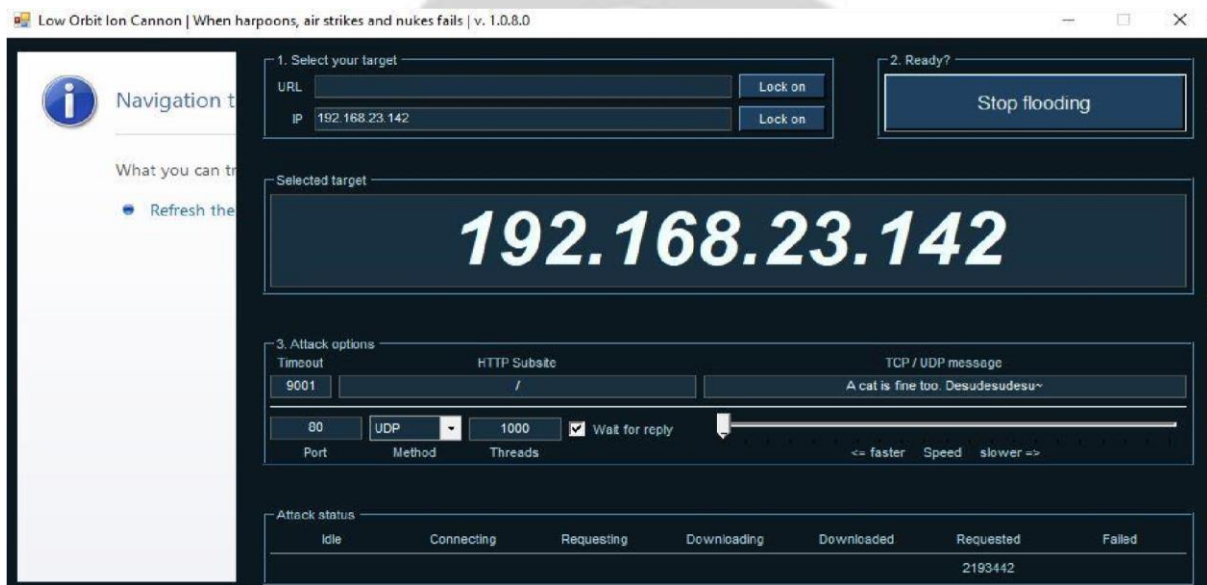 Low Orbit Ion Cannon | When harpoons, air strikes and nukes fails | v. 1.0.8.0
Navigation t
What you can tr
Refresh the
1. Select your target
URL Lock on
IP 192.168.23.142 Lock on
2. Ready?
Stop flooding
Selected target
192.168.23.142
3. Attack options
Timeout HTTP Subsite TCP / UDP message
9001 / A cat is fine too. Desudesudesu~
80 UDP 1000 Wait for reply
Port Method Threads <= faster Speed slower =>
Attack status
Idle Connecting Requesting Downloading Downloaded Requested Failed
2193442